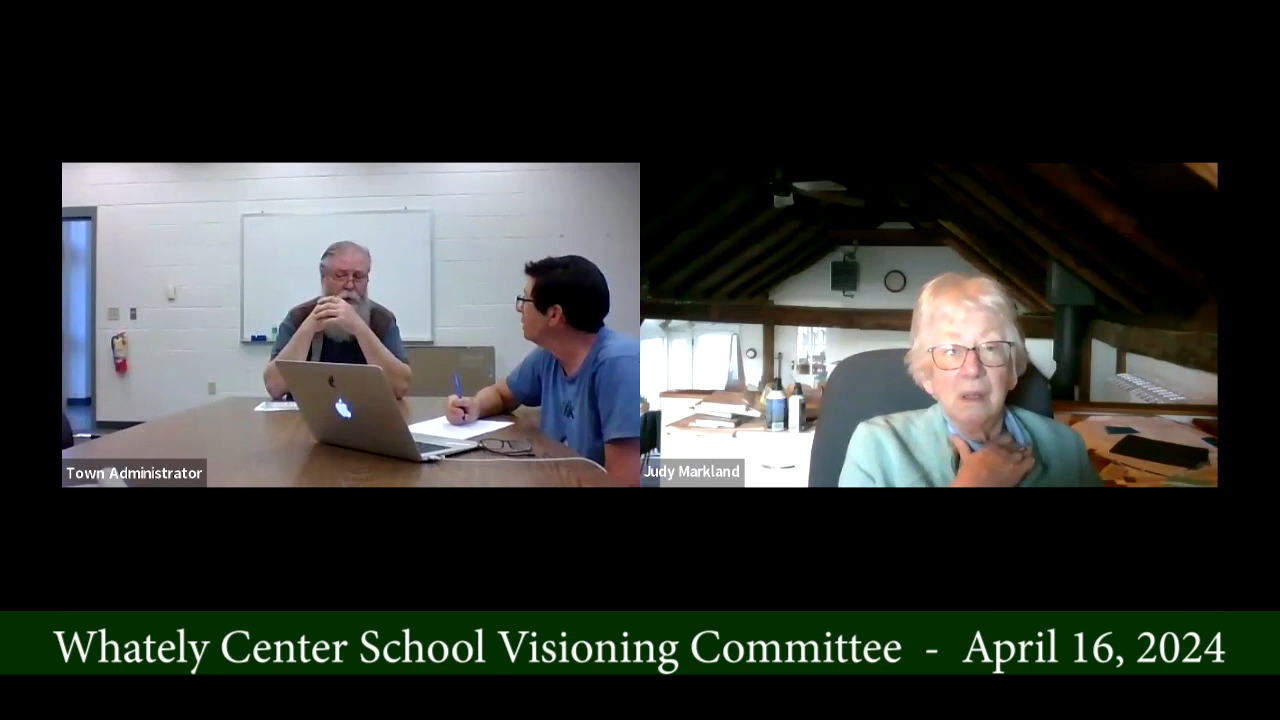 Town Administrator
Judy Markland
Whately Center School Visioning Committee - April 16, 2024